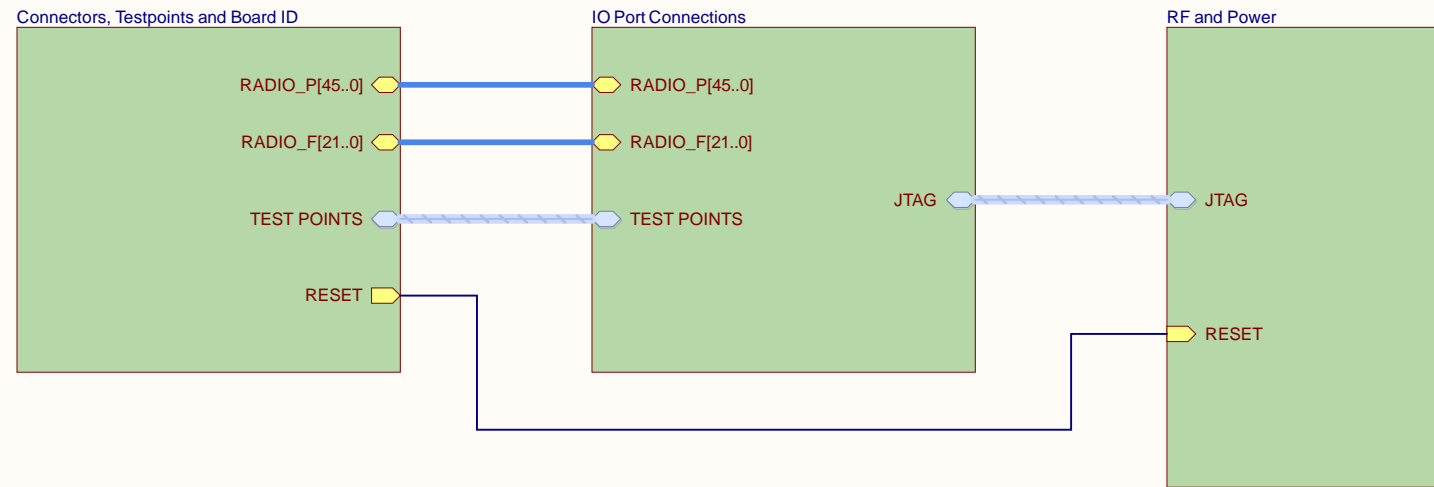 Connectors, Testpoints and Board ID
RADIO_P[45..0]
RADIO_F[21..0]
TEST POINTS
RESET
IO Port Connections
RADIO_P[45..0]
RADIO_F[21..0]
TEST POINTS
JTAG
RF and Power
JTAG
RESET